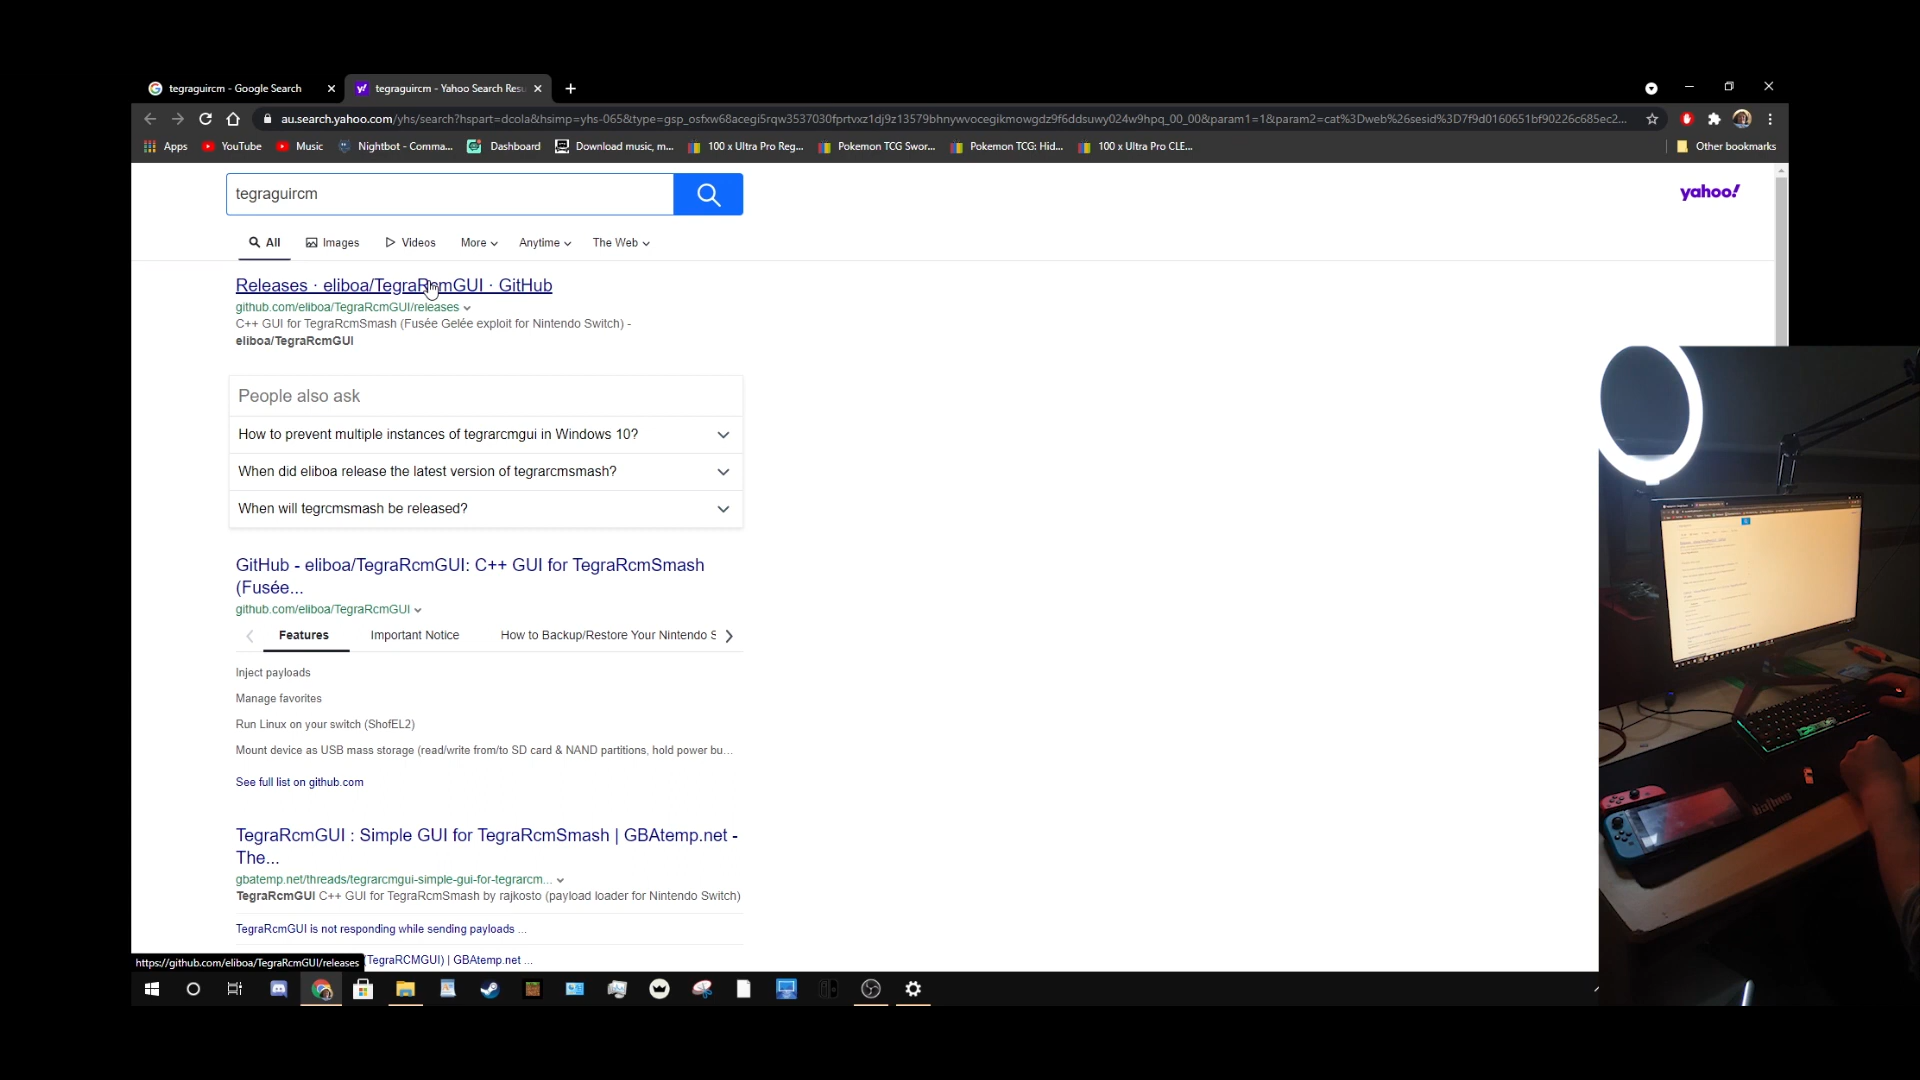 tegraguircm - Google Search
tegraguircm - Yahoo Search Resu
au.search.yahoo.com/yhs/search?hspart=dcola&hsimp=yhs-065&type=gsp_osfxw68acegi5rqw3537030fprtvxz1dj9z13579bhnywvocegikmowgdz9f6ddsuwy024w9hpq_00_00&param1=1&param2=cat%3Dweb%26sesid%3D7f9d0160651bf90226c685ec2...
Apps
YouTube
Music
Nightbot - Comma...
Dashboard
Download music, m...
100 x Ultra Pro Reg...
Pokemon TCG Swor...
Pokemon TCG: Hid...
100 x Ultra Pro CLE...
Other bookmarks
tegraguircm
yahoo!
All
Images
Videos
More
Anytime
The Web
Releases · eliboa/TegraRcmGUI · GitHub
github.com/eliboa/TegraRcmGUI/releases
C++ GUI for TegraRcmSmash (Fusée Gelée exploit for Nintendo Switch) -
eliboa/TegraRcmGUI
People also ask
How to prevent multiple instances of tegrarcmgui in Windows 10?
When did eliboa release the latest version of tegrarcmsmash?
When will tegrcmsmash be released?
GitHub - eliboa/TegraRcmGUI: C++ GUI for TegraRcmSmash
(Fusée...
github.com/eliboa/TegraRcmGUI
Features
Important Notice
How to Backup/Restore Your Nintendo S
Inject payloads
Manage favorites
Run Linux on your switch (ShofEL2)
Mount device as USB mass storage (read/write from/to SD card & NAND partitions, hold power bu...
See full list on github.com
TegraRcmGUI : Simple GUI for TegraRcmSmash | GBAtemp.net -
The...
gbatemp.net/threads/tegrarcmgui-simple-gui-for-tegrarcm...
TegraRcmGUI C++ GUI for TegraRcmSmash by rajkosto (payload loader for Nintendo Switch)
TegraRcmGUI is not responding while sending payloads ...
https://github.com/eliboa/TegraRcmGUI/releases
(TegraRCMGUI) | GBAtemp.net ...